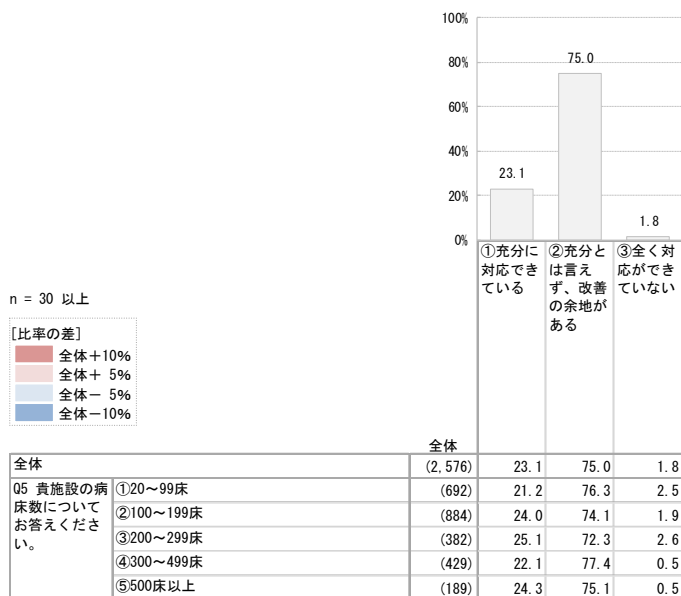 100%
80%
60%
40%
20%
0%
23.1
75.0
1.8
①充分に
対応でき
ている
②充分と
は言え
ず、改善
の余地が
ある
③全く対
応ができ
ていない
n = 30 以上
[比率の差]
全体＋10%
全体＋ 5%
全体－ 5%
全体－10%
全体
全体 (2,576) 23.1 75.0 1.8
Q5 貴施設の病
床数について
お答えくださ
い。
①20～99床 (692) 21.2 76.3 2.5
②100～199床 (884) 24.0 74.1 1.9
③200～299床 (382) 25.1 72.3 2.6
④300～499床 (429) 22.1 77.4 0.5
⑤500床以上 (189) 24.3 75.1 0.5